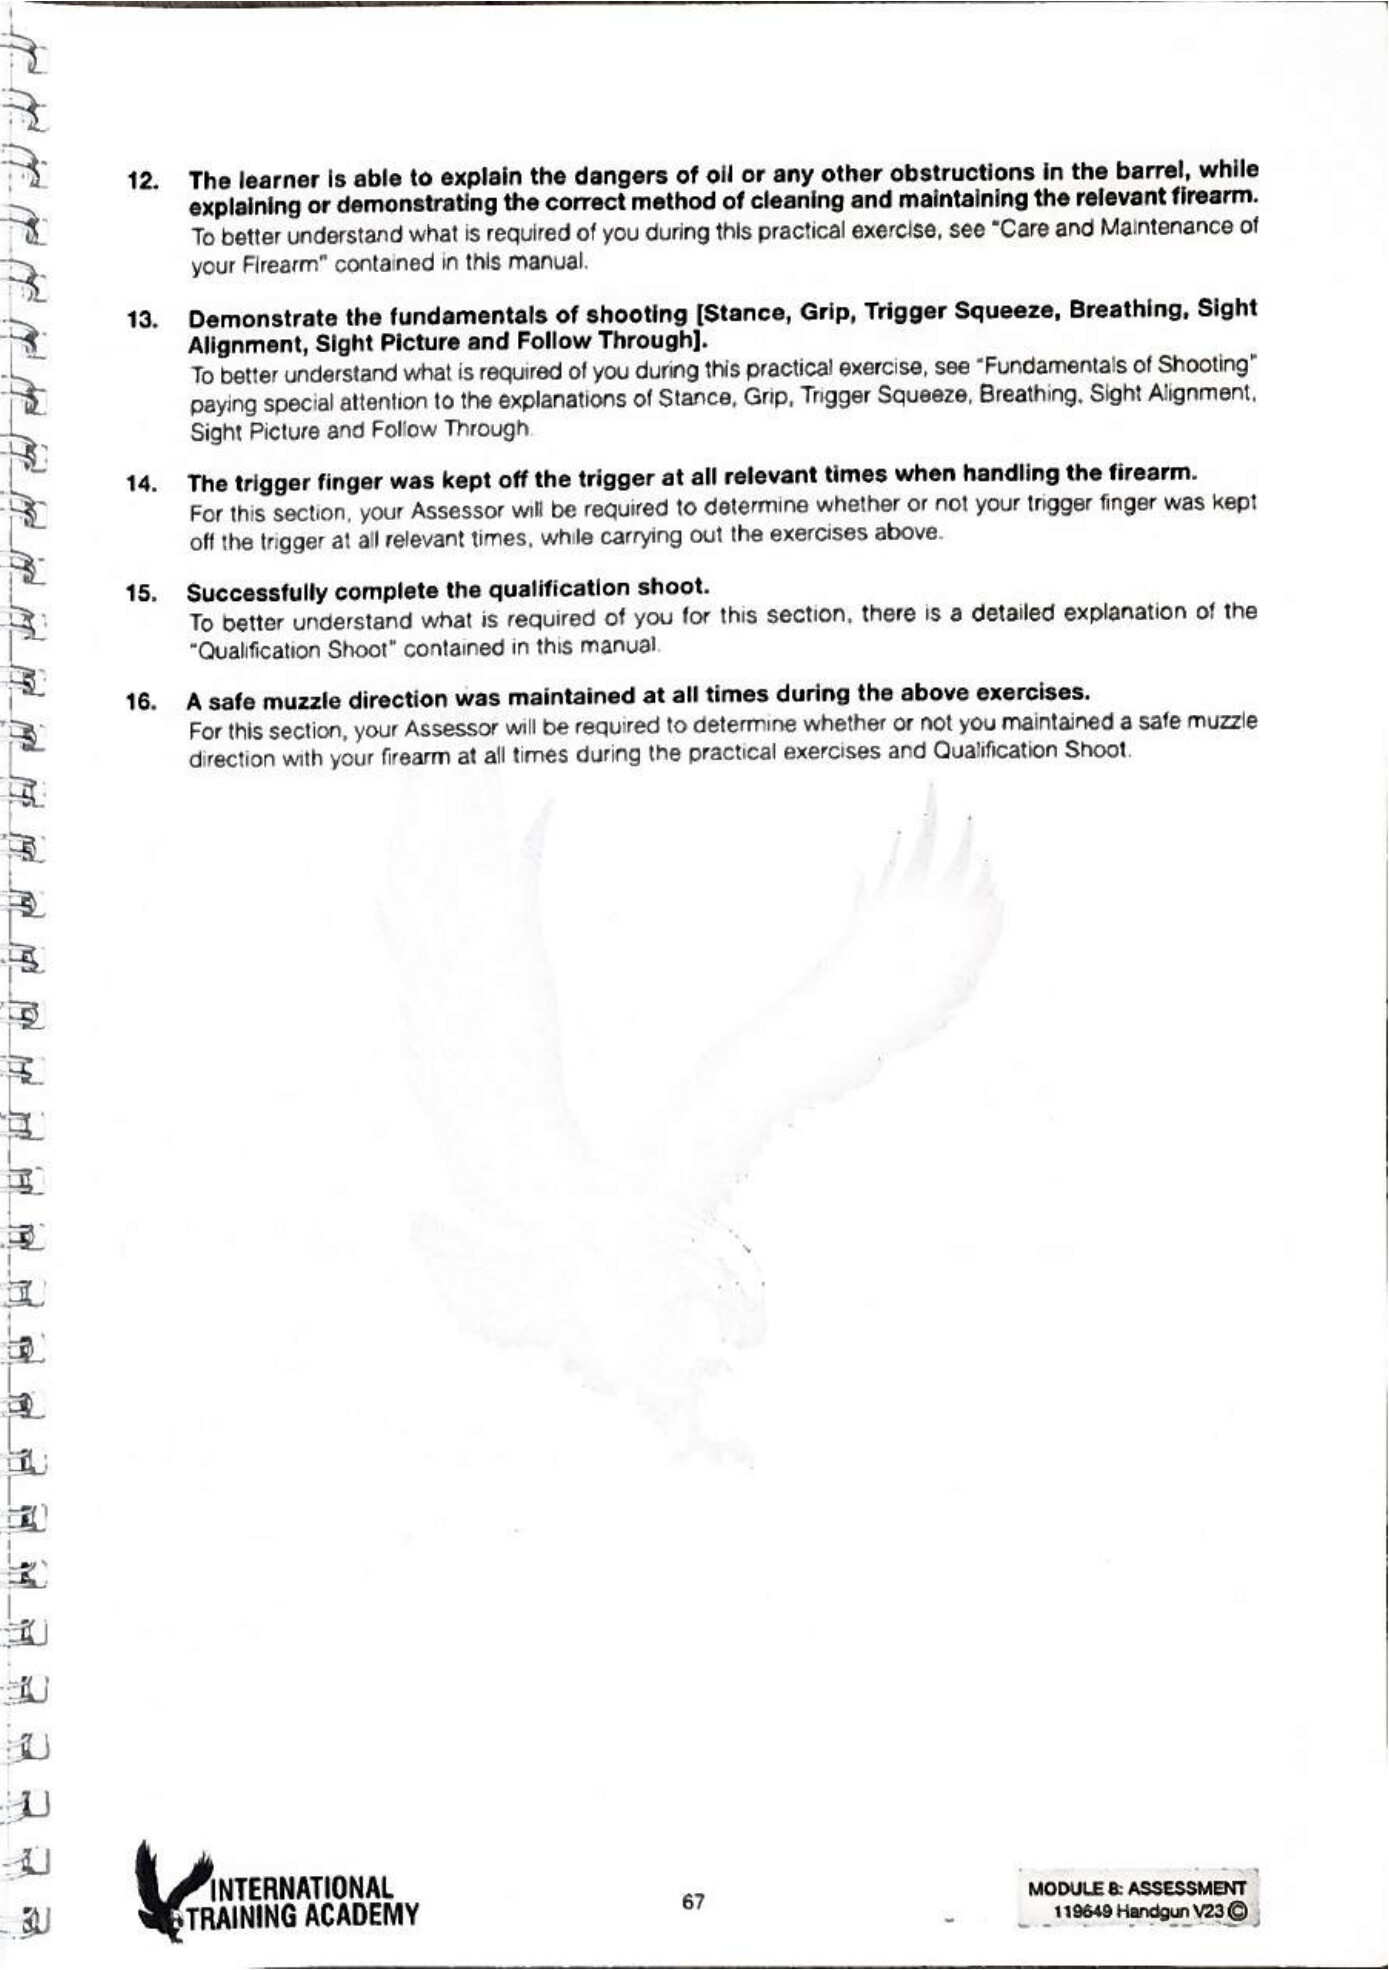 12. The learner is able to explain the dangers of oil or any other obstructions in the barrel, while
explaining or demonstrating the correct method of cleaning and maintaining the relevant firearm.
To better understand what is required of you during this practical exercise, see "Care and Maintenance of
your Firearm" contained in this manual.
13. Demonstrate the fundamentals of shooting [Stance, Grip, Trigger Squeeze, Breathing, Sight
Alignment, Sight Picture and Follow Through].
To better understand what is required of you during this practical exercise, see "Fundamentals of Shooting"
paying special attention to the explanations of Stance, Grip, Trigger Squeeze, Breathing, Sight Alignment,
Sight Picture and Follow Through.
14. The trigger finger was kept off the trigger at all relevant times when handling the firearm.
For this section, your Assessor will be required to determine whether or not your trigger finger was kept
off the trigger at all relevant times, while carrying out the exercises above.
15. Successfully complete the qualification shoot.
To better understand what is required of you for this section, there is a detailed explanation of the
"Qualification Shoot" contained in this manual.
16. A safe muzzle direction was maintained at all times during the above exercises.
For this section, your Assessor will be required to determine whether or not you maintained a safe muzzle
direction with your firearm at all times during the practical exercises and Qualification Shoot.
INTERNATIONAL
TRAINING ACADEMY
67
MODULE 8: ASSESSMENT
119649 Handgun V23 ©